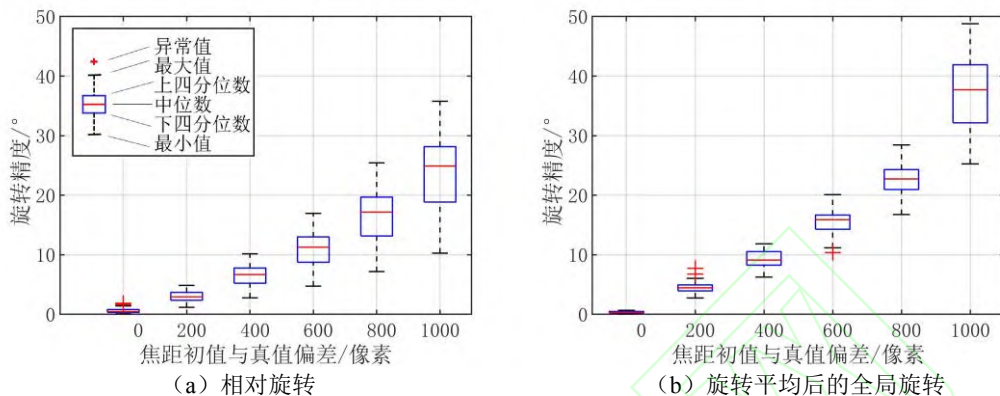 50
40
30
20
10
0
旋转精度/°
异常值
最大值
上四分位数
中位数
下四分位数
最小值
0 200 400 600 800 1000
焦距初值与真值偏差/像素
（a）相对旋转
50
40
30
20
10
0
旋转精度/°
0 200 400 600 800 1000
焦距初值与真值偏差/像素
（b）旋转平均后的全局旋转